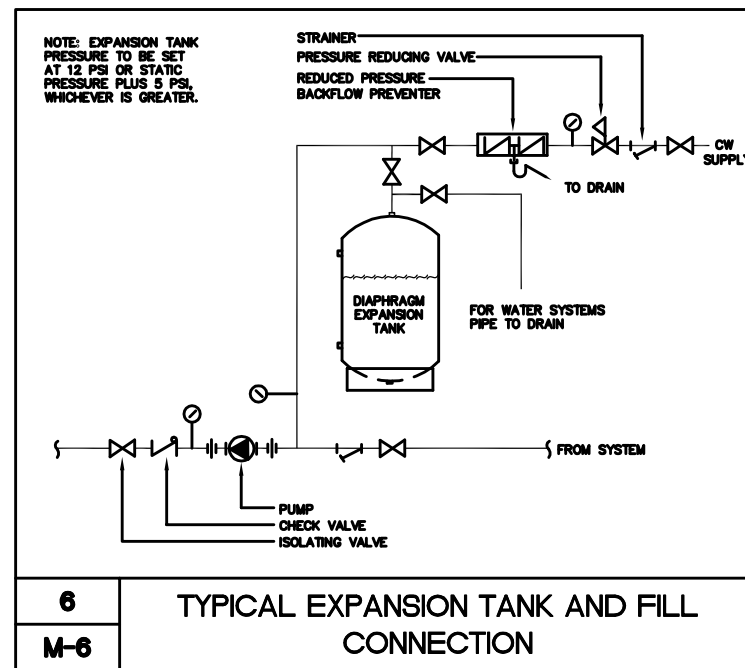 NOTE: EXPANSION TANK
PRESSURE TO BE SET
AT 12 PSI OR STATIC
PRESSURE PLUS 5 PSI,
WHICHEVER IS GREATER.
STRAINER
PRESSURE REDUCING VALVE
REDUCED PRESSURE
BACKFLOW PREVENTER
CW
SUPPLY
TO DRAIN
DIAPHRAGM
EXPANSION
TANK
FOR WATER SYSTEMS
PIPE TO DRAIN
FROM SYSTEM
PUMP
CHECK VALVE
ISOLATING VALVE
6
M-6
TYPICAL EXPANSION TANK AND FILL
CONNECTION